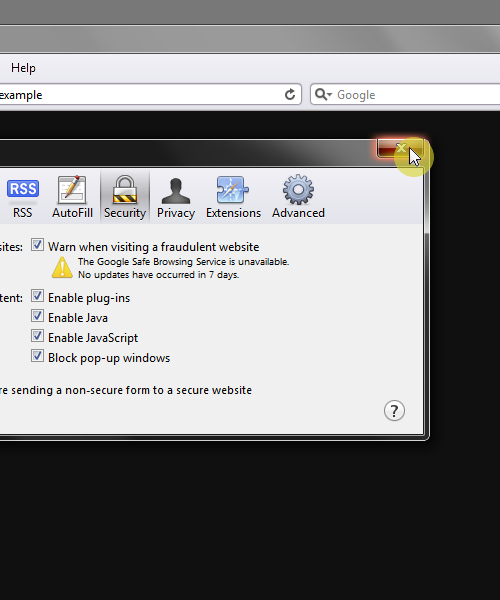 Help
example
Google
RSS
RSS AutoFill Security Privacy Extensions Advanced
sites: Warn when visiting a fraudulent website
The Google Safe Browsing Service is unavailable.
No updates have occurred in 7 days.
tent: Enable plug-ins
Enable Java
Enable JavaScript
Block pop-up windows
re sending a non-secure form to a secure website
?